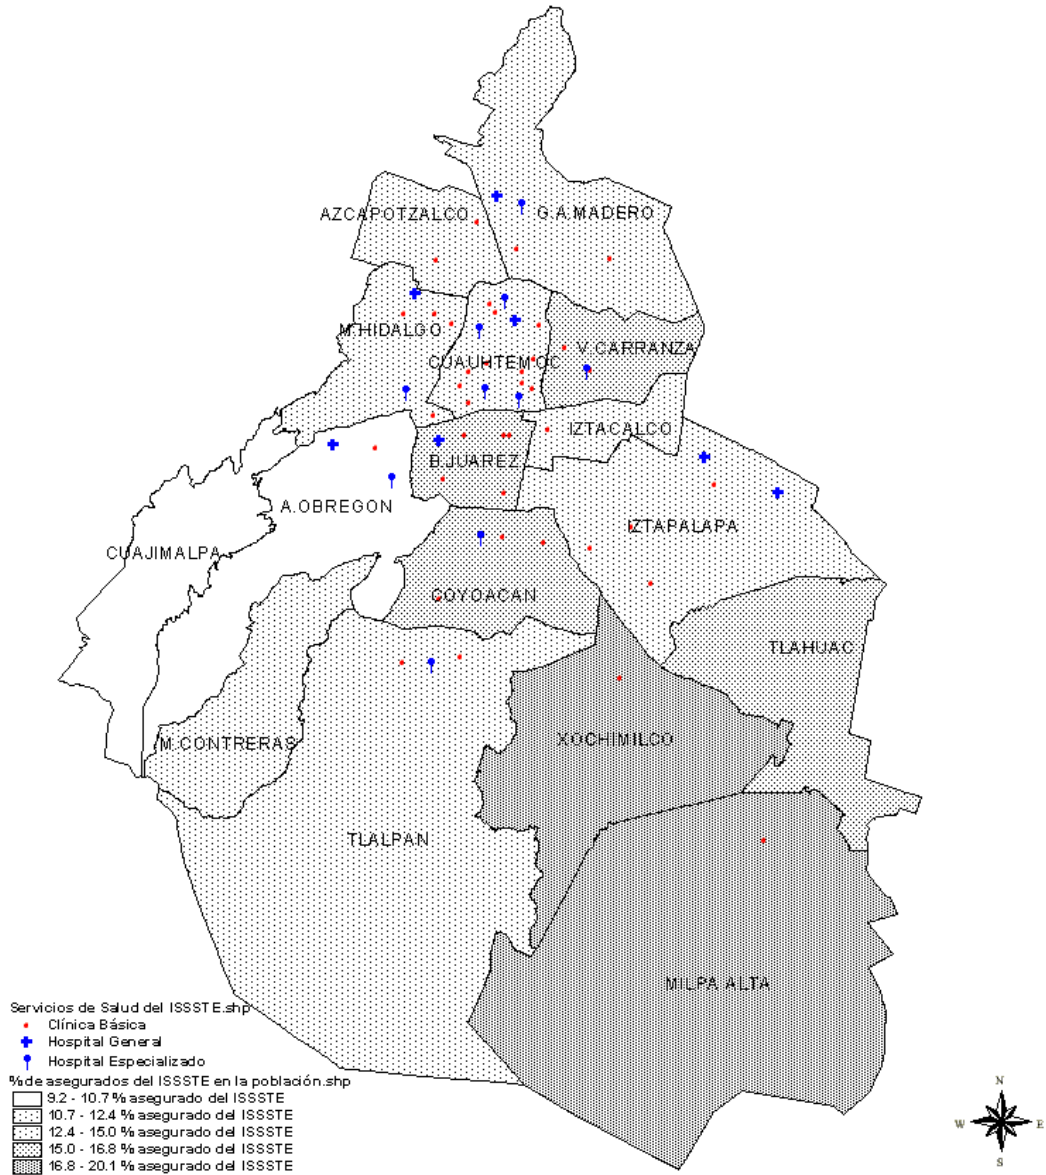 AZCAPOTZALCO
G.A.MADERO
M.HIDALGO
CUAUHTEMOC
V.CARRANZA
IZTACALCO
B.JUAREZ
A.OBREGON
IZTAPALAPA
CUAJIMALPA
COYOACAN
TLAHUAC
M.CONTRERAS
XOCHIMILCO
TLALPAN
MILPA ALTA
Servicios de Salud del ISSSTE.shp
Clínica Básica
Hospital General
Hospital Especializado
% de asegurados del ISSSTE en la población.shp
9.2 - 10.7 % asegurado del ISSSTE
10.7 - 12.4 % asegurado del ISSSTE
12.4 - 15.0 % asegurado del ISSSTE
15.0 - 16.8 % asegurado del ISSSTE
16.8 - 20.1 % asegurado del ISSSTE
N
W E
S